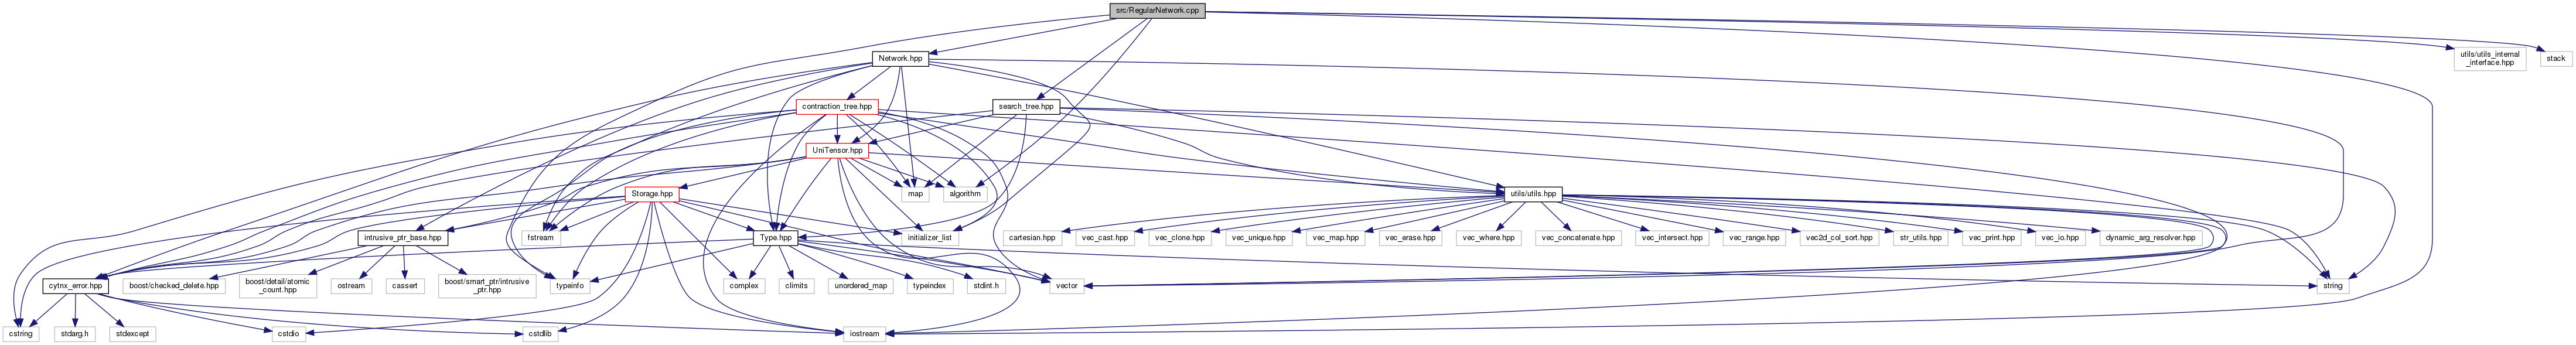 src/RegularNetwork.cpp
Network.hpp
utils/utils_internal
_interface.hpp
stack
contraction_tree.hpp
search_tree.hpp
UniTensor.hpp
Storage.hpp
map
algorithm
utils/utils.hpp
intrusive_ptr_base.hpp
fstream
Type.hpp
initializer_list
cartesian.hpp
vec_cast.hpp
vec_clone.hpp
vec_unique.hpp
vec_map.hpp
vec_erase.hpp
vec_where.hpp
vec_concatenate.hpp
vec_intersect.hpp
vec_range.hpp
vec2d_col_sort.hpp
str_utils.hpp
vec_print.hpp
vec_io.hpp
dynamic_arg_resolver.hpp
cytnx_error.hpp
boost/checked_delete.hpp
boost/detail/atomic
_count.hpp
ostream
cassert
boost/smart_ptr/intrusive
_ptr.hpp
typeinfo
complex
climits
unordered_map
typeindex
stdint.h
vector
string
cstring
stdarg.h
stdexcept
cstdio
cstdlib
iostream